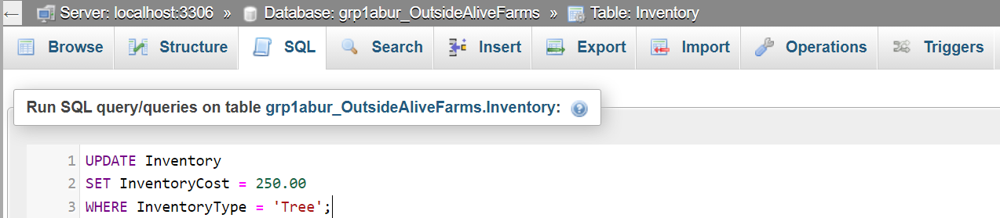 ← Server: localhost:3306 » Database: grp1abur_OutsideAliveFarms » Table: Inventory
Browse Structure SQL Search Insert Export Import Operations Triggers
Run SQL query/queries on table grp1abur_OutsideAliveFarms.Inventory: ?
1 UPDATE Inventory
2 SET InventoryCost = 250.00
3 WHERE InventoryType = 'Tree';